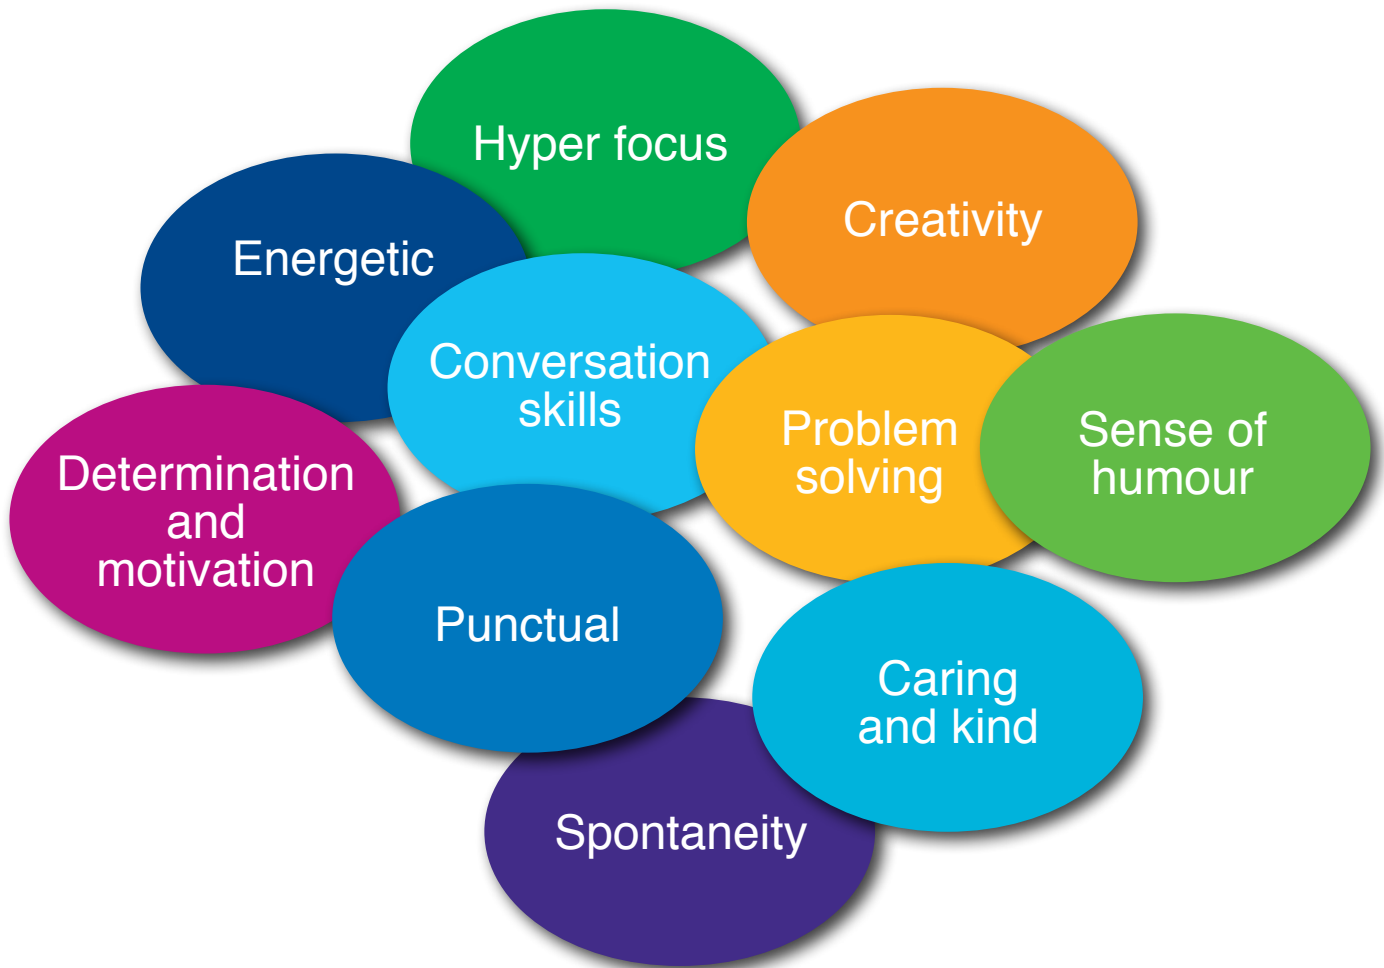 Hyper focus
Creativity
Energetic
Conversation
skills
Problem
solving
Sense of
humour
Determination
and
motivation
Punctual
Caring
and kind
Spontaneity